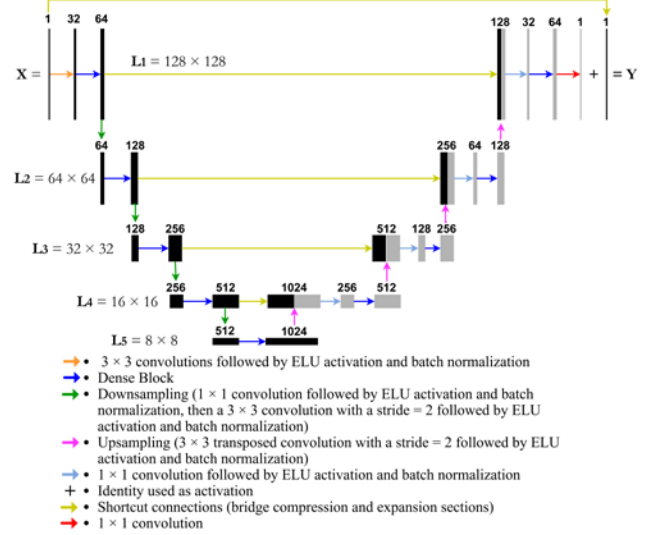 1 32 64 128 32 64 1 1
X = L1 = 128 × 128 + = Y
64 128 256 64 128
L2 = 64 × 64
128 256 512 128 256
L3 = 32 × 32
256 512 1024 256 512
L4 = 16 × 16
512 1024
L5 = 8 × 8
• 3 × 3 convolutions followed by ELU activation and batch normalization
• Dense Block
• Downsampling (1 × 1 convolution followed by ELU activation and batch
normalization, then a 3 × 3 convolution with a stride = 2 followed by ELU
activation and batch normalization)
• Upsampling (3 × 3 transposed convolution with a stride = 2 followed by ELU
activation and batch normalization)
• 1 × 1 convolution followed by ELU activation and batch normalization
+ • Identity used as activation
• Shortcut connections (bridge compression and expansion sections)
• 1 × 1 convolution